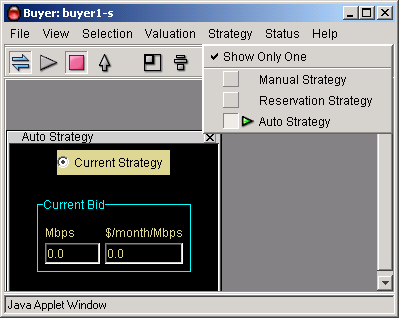 Buyer: buyer1-s
File View Selection Valuation Strategy Status Help
Show Only One
Manual Strategy
Reservation Strategy
Auto Strategy
Auto Strategy
Current Strategy
Current Bid
Mbps $/month/Mbps
0.0 0.0
Java Applet Window